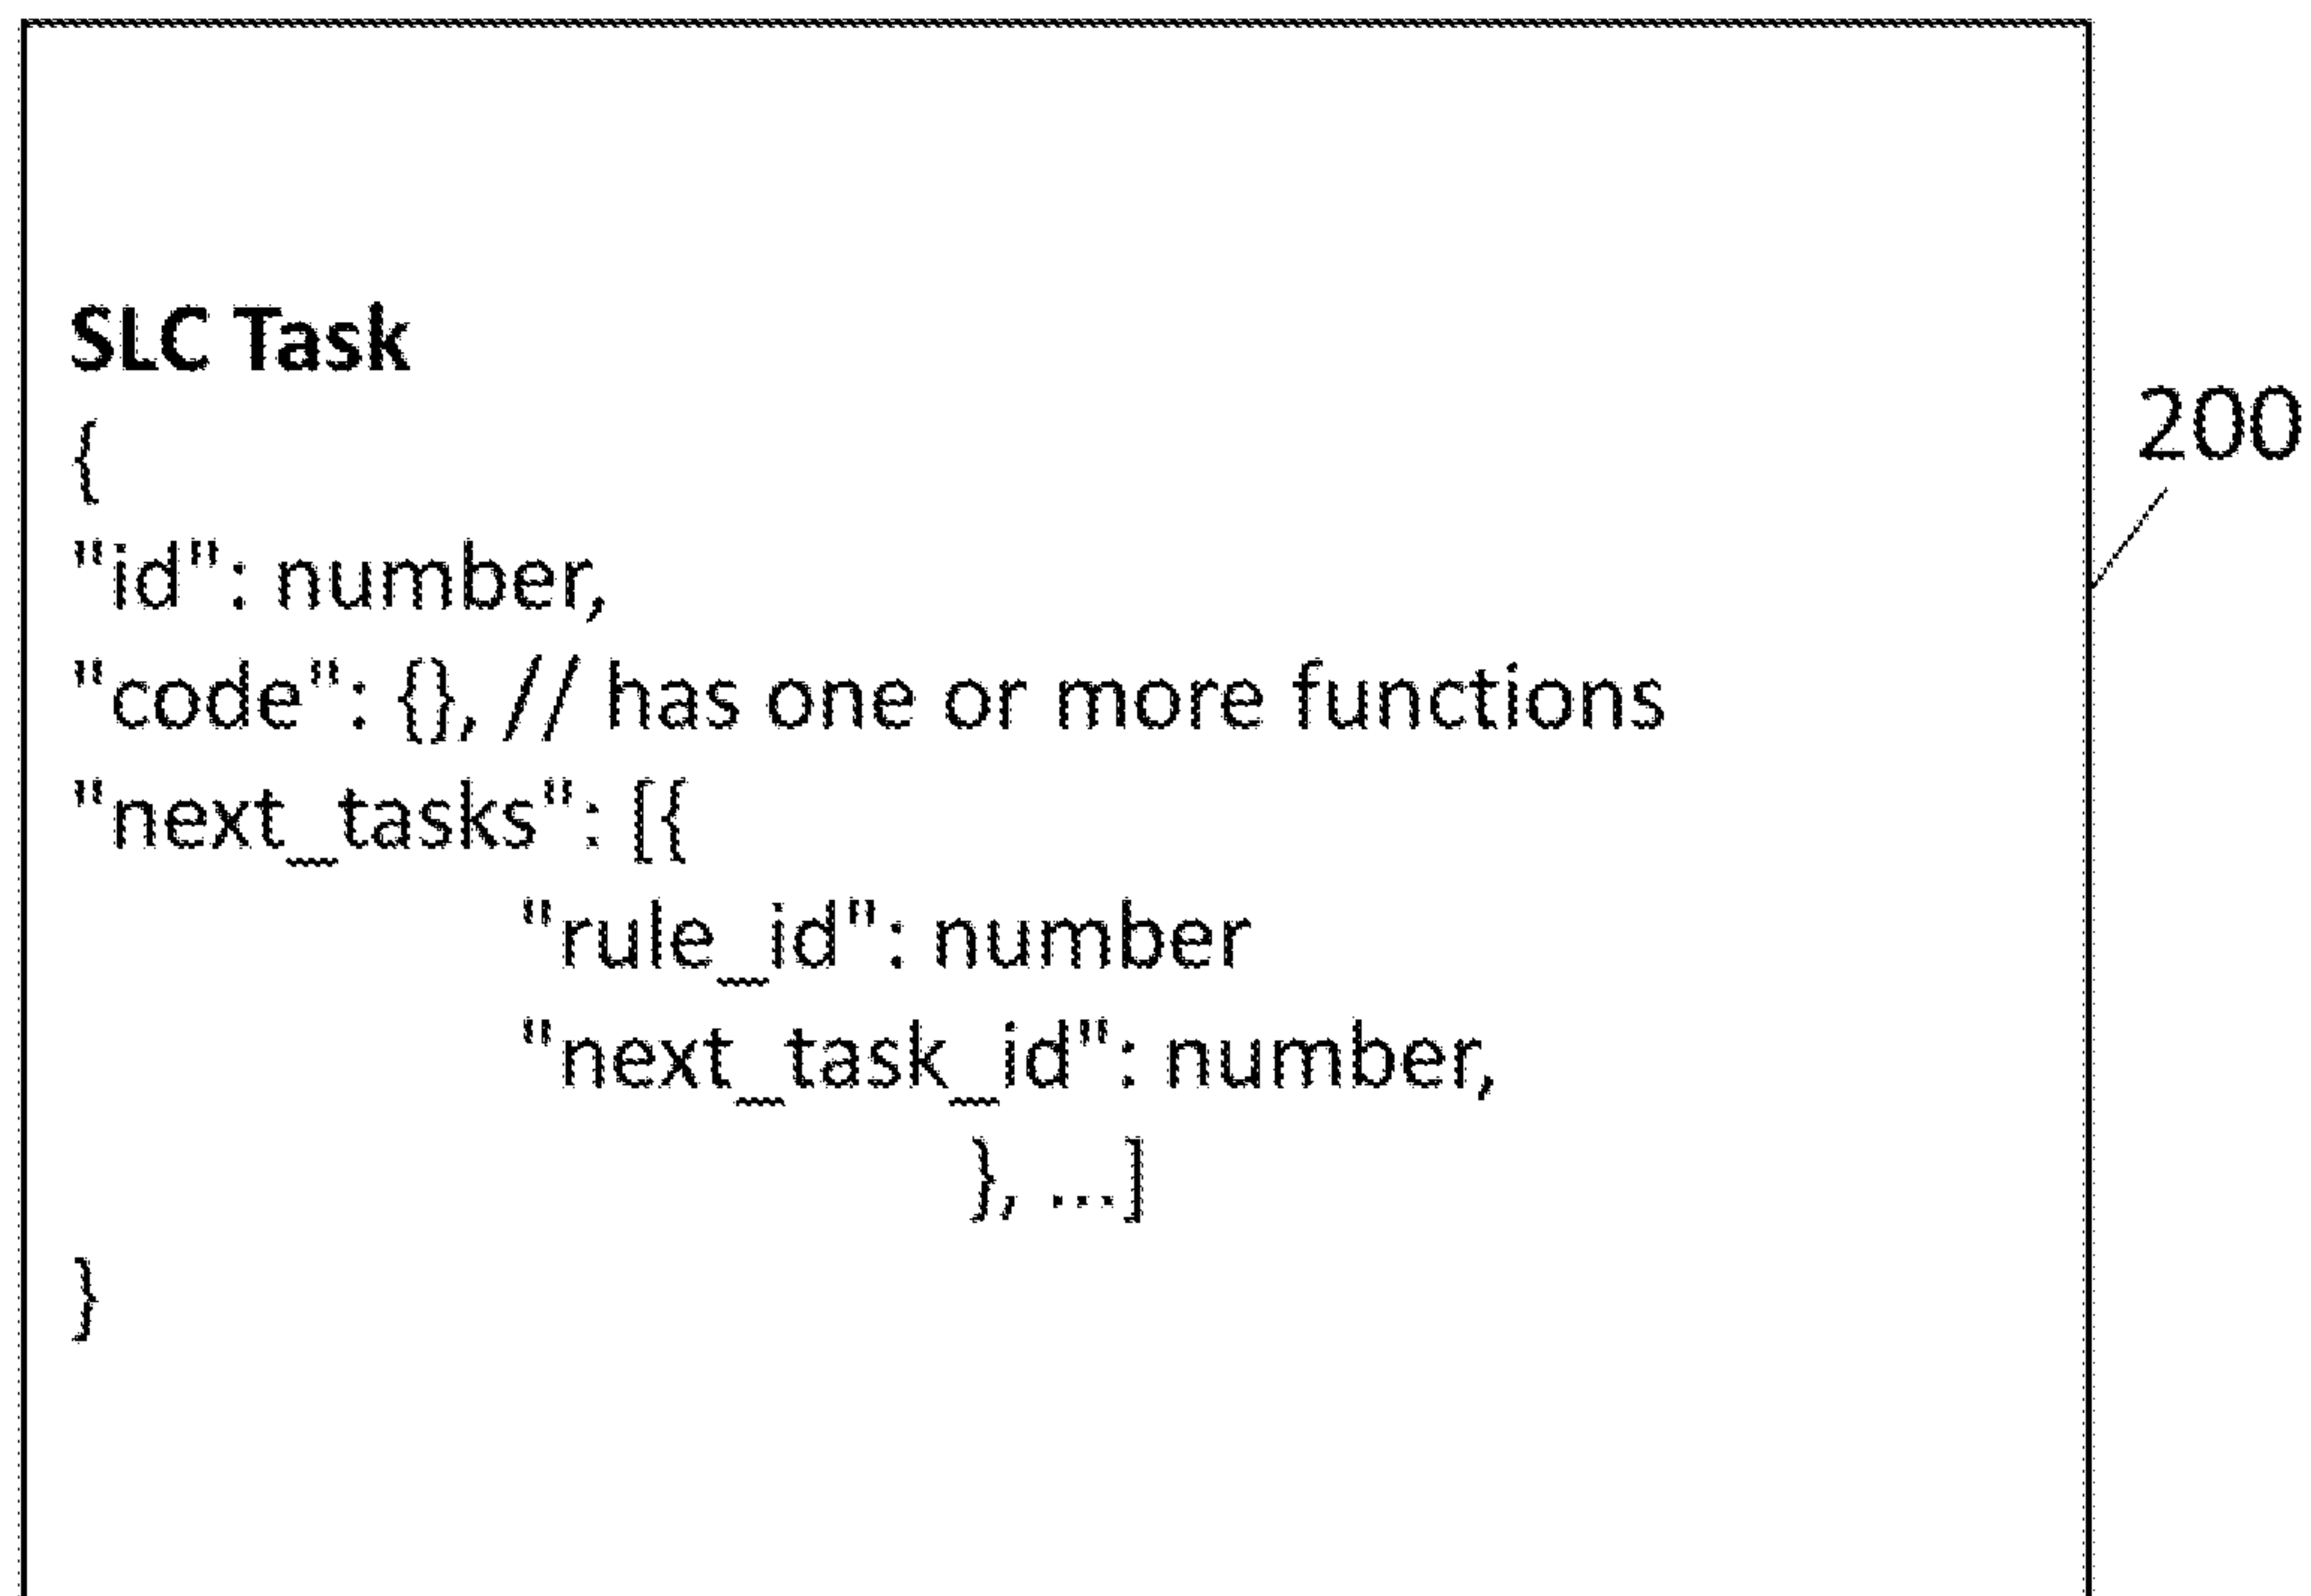 SLC Task
{
"id": number,
"code": {}, // has one or more functions
"next_tasks": [{
"rule_id": number
"next_task_id": number,
}, ...]
}
200